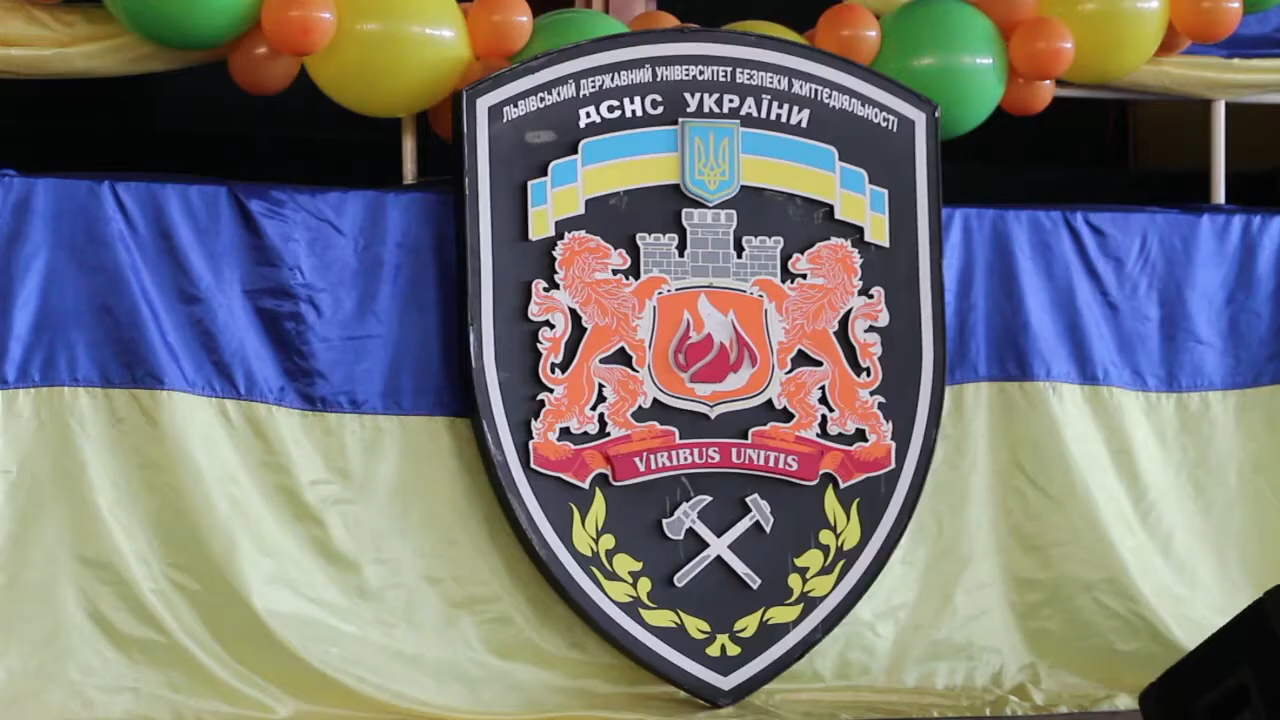 ЛЬВІВСЬКИЙ ДЕРЖАВНИЙ УНІВЕРСИТЕТ БЕЗПЕКИ ЖИТТЄДІЯЛЬНОСТІ
ДСНС УКРАЇНИ
VIRIBUS UNITIS